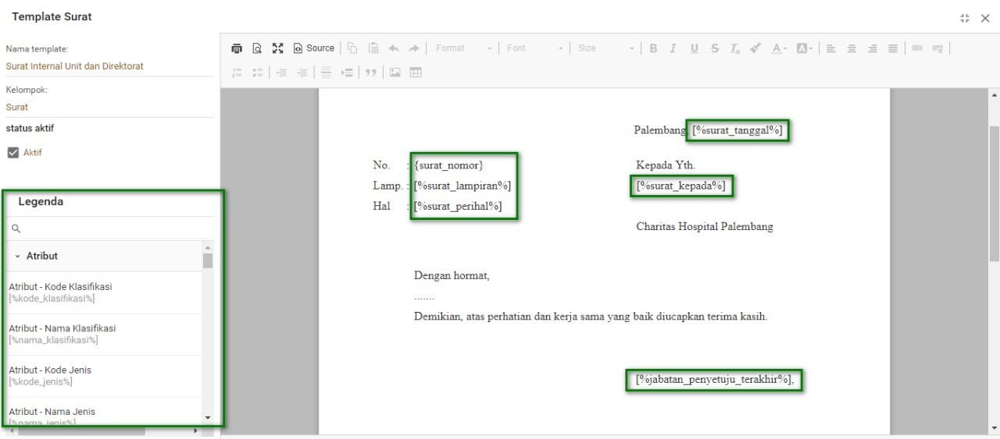 Template Surat
Nama template:
Surat Internal Unit dan Direktorat
Kelompok:
Surat
status aktif
Aktif
Legenda
Atribut
Atribut - Kode Klasifikasi
[%kode_klasifikasi%]
Atribut - Nama Klasifikasi
[%nama_klasifikasi%]
Atribut - Kode Jenis
[%kode_jenis%]
Atribut - Nama Jenis
[%nama_jenis%]
Source
Format
Font
Size
B I U S Tx A A
Palembang, [%surat_tanggal%]
No. : {surat_nomor}
Kepada Yth.
Lamp. : [%surat_lampiran%]
[%surat_kepada%]
Hal : [%surat_perihal%]
Charitas Hospital Palembang
Dengan hormat,
.......
Demikian, atas perhatian dan kerja sama yang baik diucapkan terima kasih.
[%jabatan_penyetuju_terakhir%],